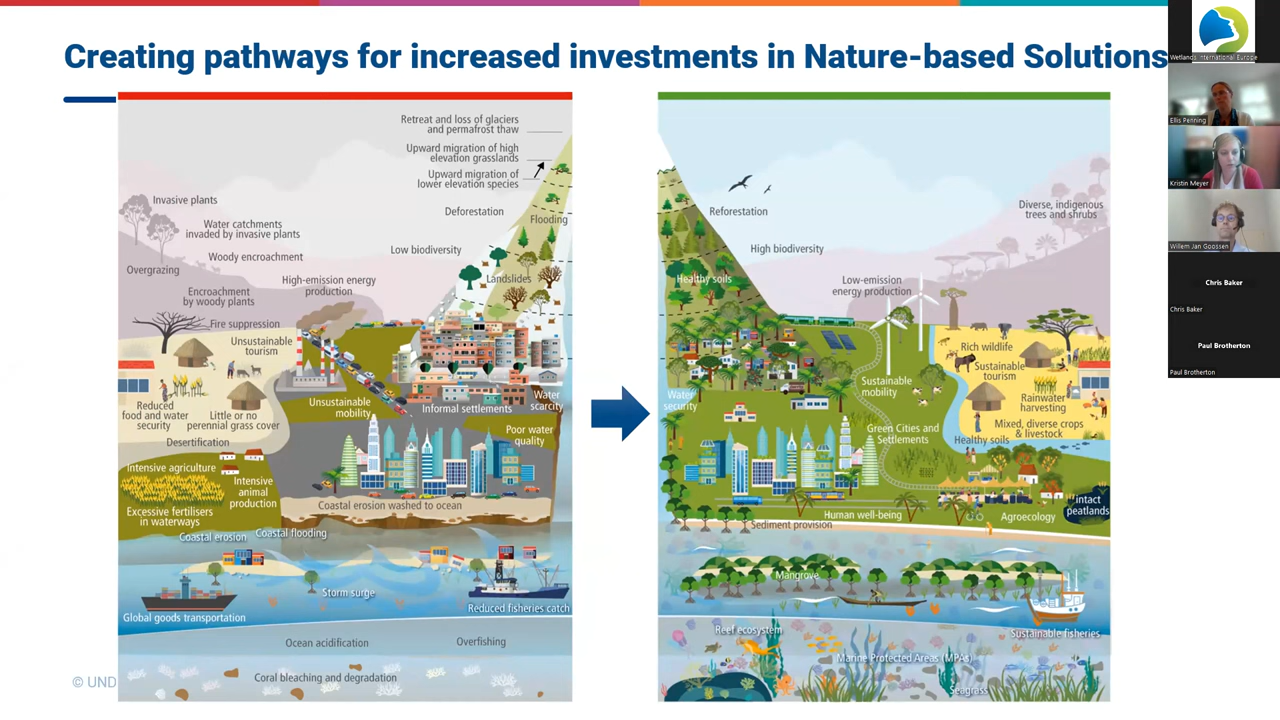 Creating pathways for increased investments in Nature-based Solutions
Retreat and loss of glaciers
and permafrost thaw
Upward migration of high
elevation grasslands
Upward migration of
lower elevation species
Deforestation
Flooding
Invasive plants
Water catchments
invaded by invasive plants
Low biodiversity
Woody encroachment
Overgrazing
High-emission energy
production
Landslides
Encroachment
by woody plants
Fire suppression
Unsustainable
tourism
Reduced
food and water
security
Little or no
perennial grass cover
Unsustainable
mobility
Informal settlements
Water
scarcity
Poor water
quality
Desertification
Intensive agriculture
Intensive
animal
production
Excessive fertilisers
in waterways
Coastal erosion washed to ocean
Coastal erosion
Coastal flooding
Storm surge
Global goods transportation
Reduced fisheries catch
Ocean acidification
Overfishing
Coral bleaching and degradation
© UND
Reforestation
Diverse, indigenous
trees and shrubs
High biodiversity
Healthy soils
Low-emission
energy production
Rich wildlife
Sustainable
tourism
Sustainable
mobility
Rainwater
harvesting
Water
security
Mixed, diverse crops
& livestock
Green Cities and
Settlements
Healthy soils
intact
peatlands
Human well-being
Agroecology
Sediment provision
Mangrove
Reef ecosystem
Sustainable fisheries
Marine Protected Areas (MPAs)
Seagrass
Wetlands International Europe
Ellis Penning
Kristin Meyer
Willem Jan Goossen
Chris Baker
Chris Baker
Paul Brotherton
Paul Brotherton